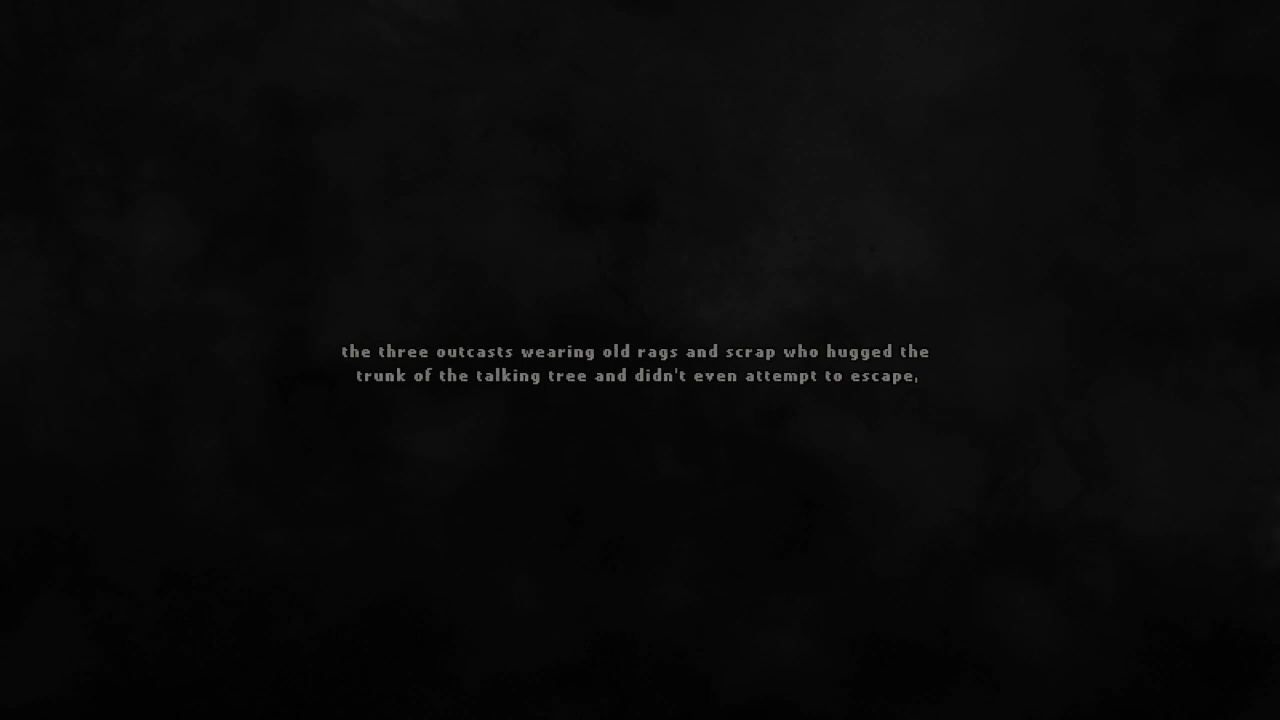 the three outcasts wearing old rags and scrap who hugged the
trunk of the talking tree and didn't even attempt to escape,